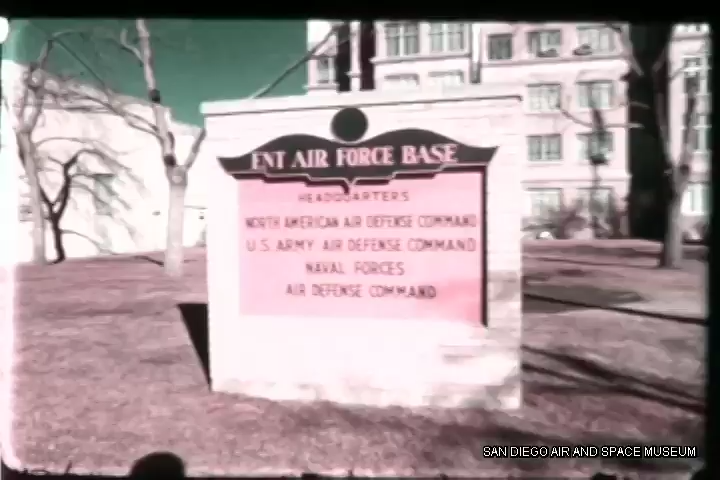 ENT AIR FORCE BASE
HEADQUARTERS
NORTH AMERICAN AIR DEFENSE COMMAND
U.S. ARMY AIR DEFENSE COMMAND
NAVAL FORCES
AIR DEFENSE COMMAND
SAN DIEGO AIR AND SPACE MUSEUM